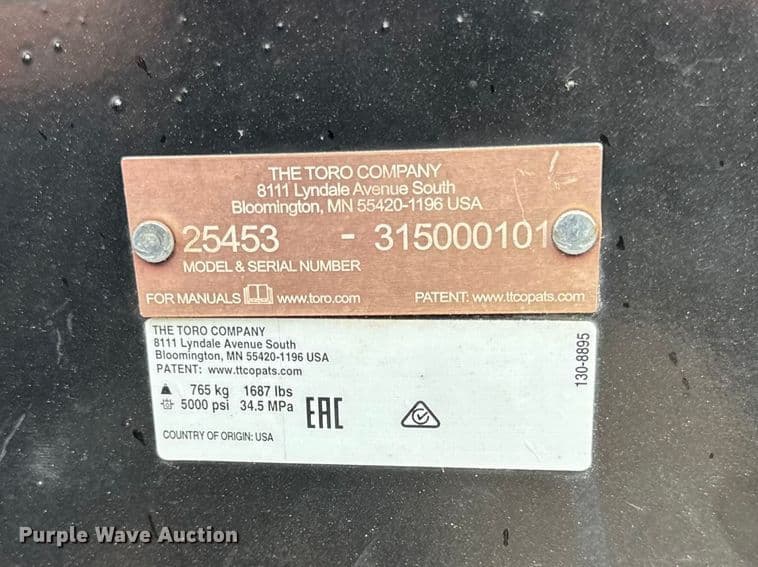 THE TORO COMPANY
8111 Lyndale Avenue South
Bloomington, MN 55420-1196 USA
25453 - 315000101
MODEL & SERIAL NUMBER
FOR MANUALS www.toro.com PATENT: www.ttcopats.com
THE TORO COMPANY
8111 Lyndale Avenue South
Bloomington, MN 55420-1196 USA
PATENT: www.ttcopats.com
765 kg 1687 lbs
5000 psi 34.5 MPa
EAC
COUNTRY OF ORIGIN: USA
130-8895
Purple Wave Auction